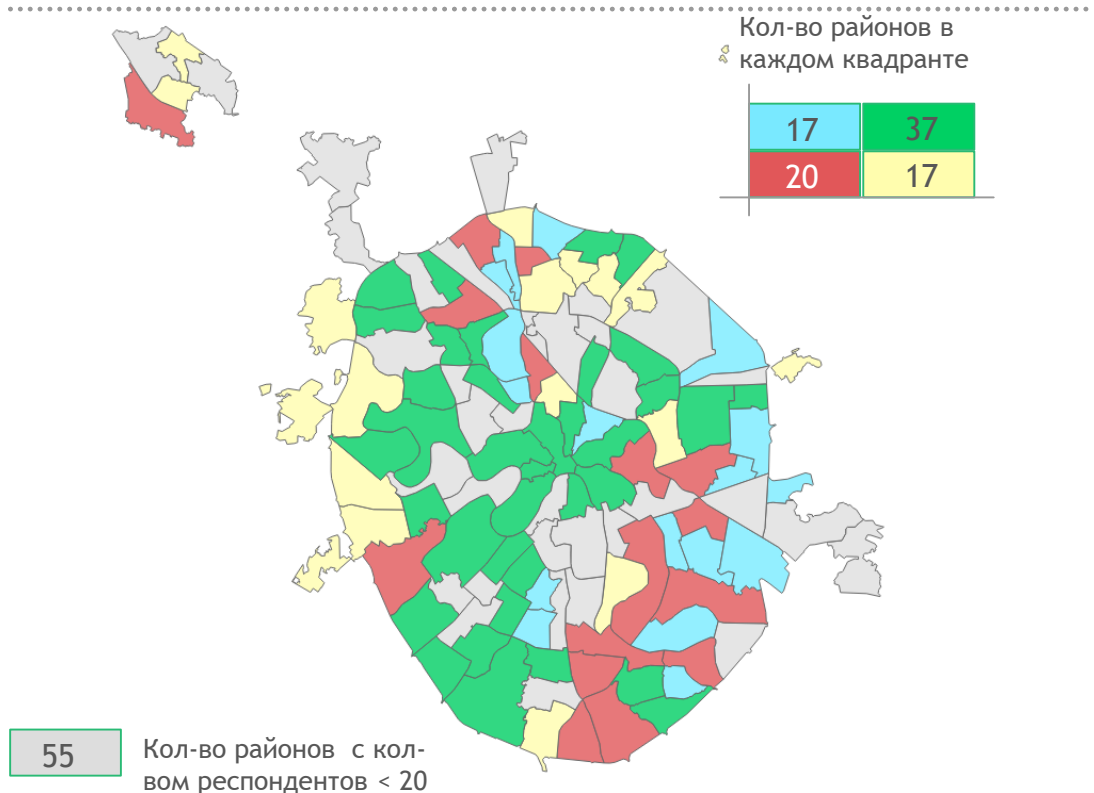 Кол-во районов в
каждом квадранте
17 37
20 17
55
Кол-во районов с кол-
вом респондентов < 20